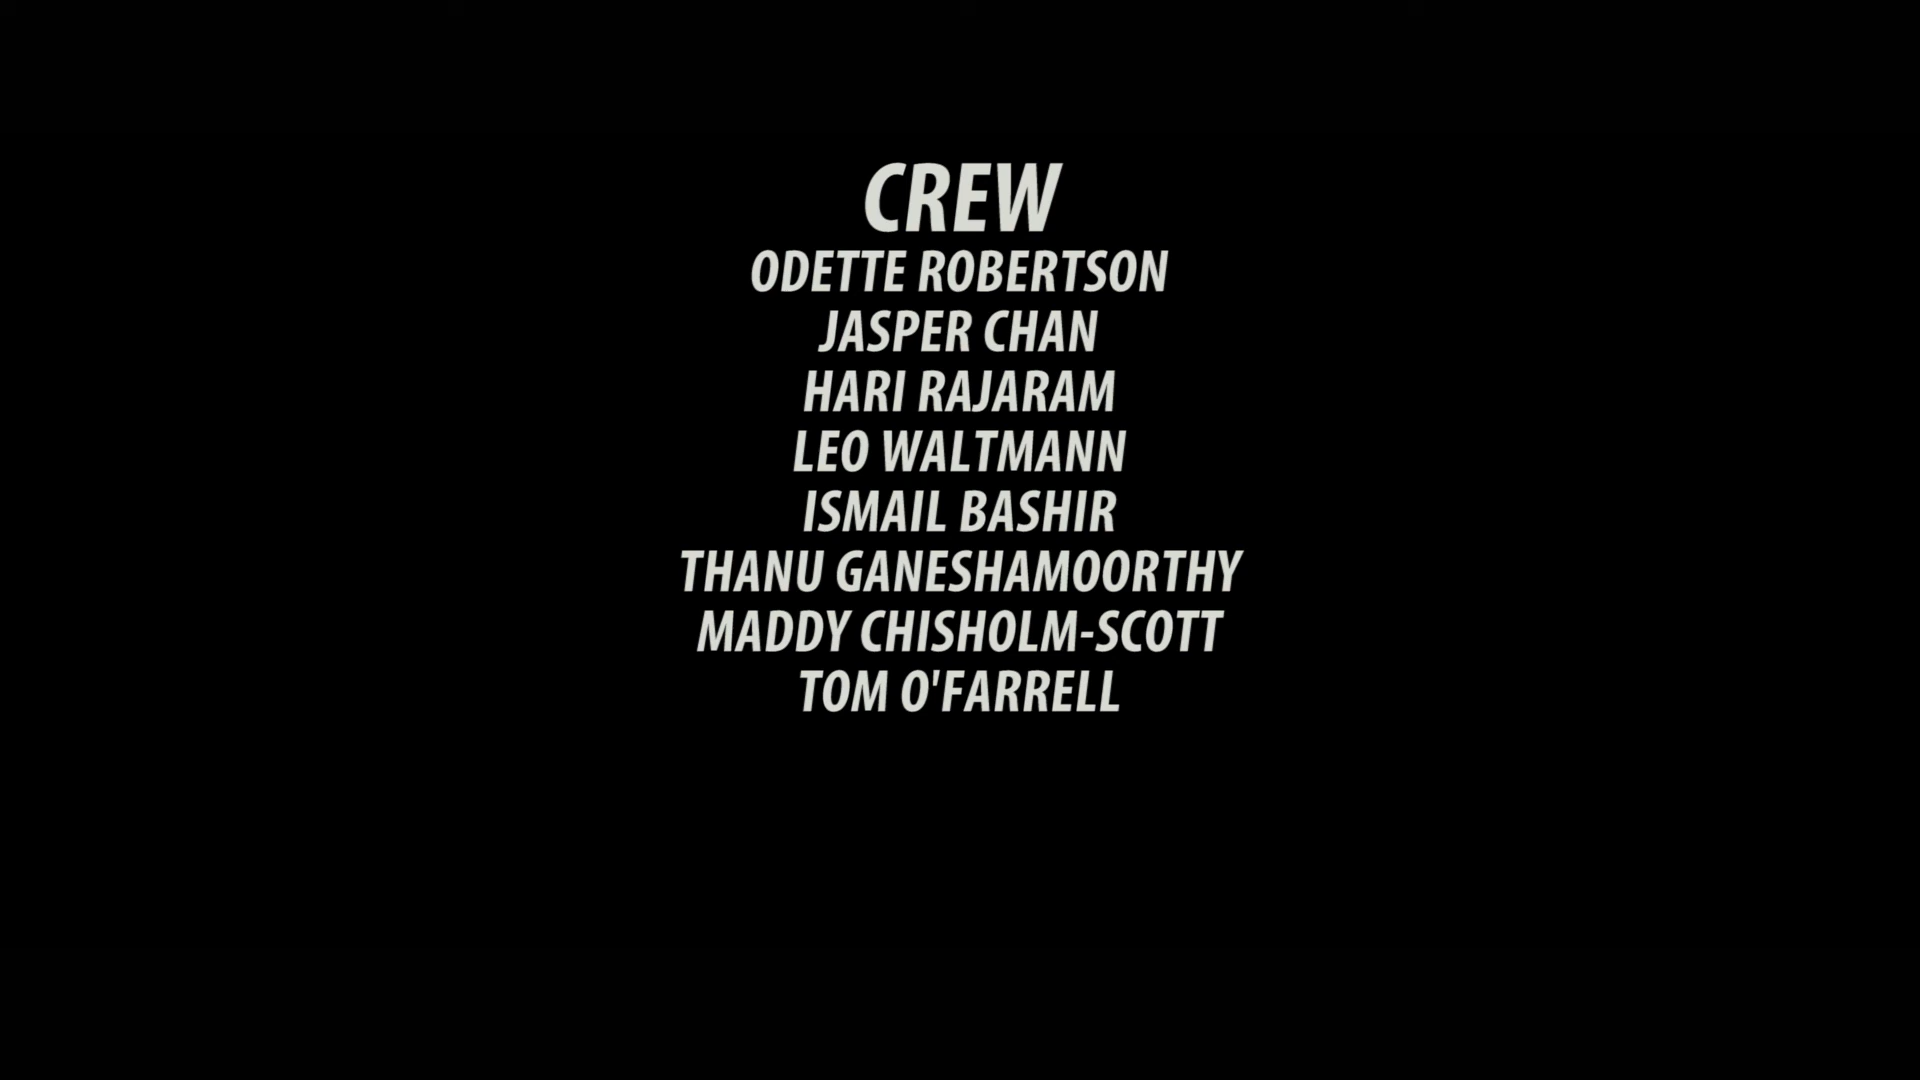 CREW
ODETTE ROBERTSON
JASPER CHAN
HARI RAJARAM
LEO WALTMANN
ISMAIL BASHIR
THANU GANESHAMOORTHY
MADDY CHISHOLM-SCOTT
TOM O'FARRELL